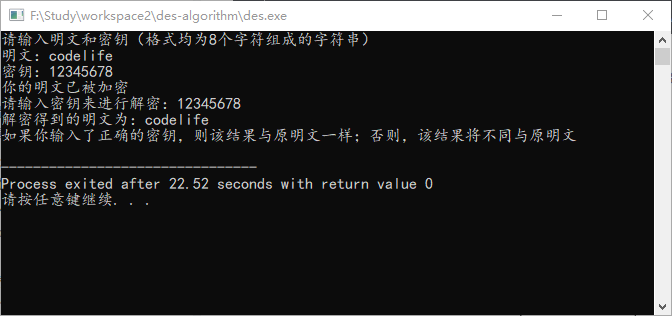 F:\Study\workspace2\des-algorithm\des.exe
请输入明文和密钥（格式均为8个字符组成的字符串）
明文：codelife
密钥：12345678
你的明文已被加密
请输入密钥来进行解密：12345678
解密得到的明文为：codelife
如果你输入了正确的密钥，则该结果与原明文一样；否则，该结果将不同与原明文
--------------------------------
Process exited after 22.52 seconds with return value 0
请按任意键继续. . .